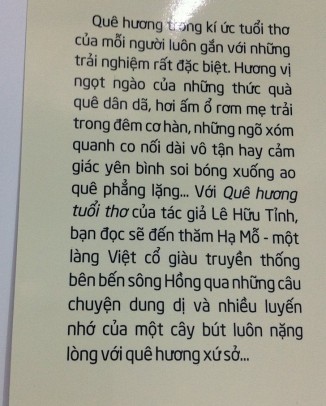 Quê hương trong kí ức tuổi thơ
của mỗi người luôn gắn với những
trải nghiệm rất đặc biệt. Hương vị
ngọt ngào của những thức quà
quê dân dã, hơi ấm ổ rơm mẹ trải
trong đêm cơ hàn, những ngõ xóm
quanh co nối dài vô tận hay cảm
giác yên bình soi bóng xuống ao
quê phẳng lặng... Với Quê hương
tuổi thơ của tác giả Lê Hữu Tỉnh,
bạn đọc sẽ đến thăm Hạ Mỗ - một
làng Việt cổ giàu truyền thống
bên bến sông Hồng qua những câu
chuyện dung dị và nhiều luyến
nhớ của một cây bút luôn nặng
lòng với quê hương xứ sở...